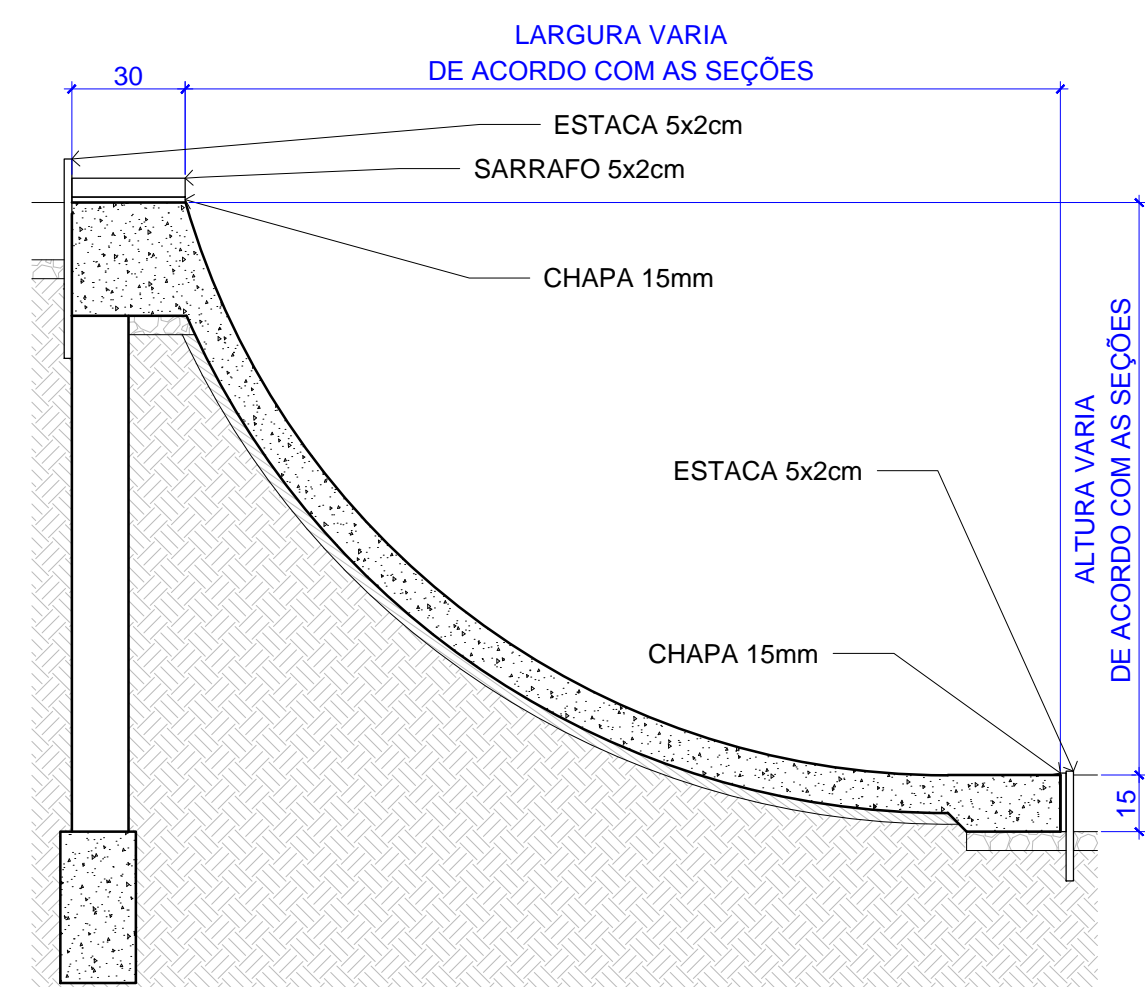 LARGURA VARIA
DE ACORDO COM AS SEÇÕES
30
ESTACA 5x2cm
SARRAFO 5x2cm
CHAPA 15mm
ALTURA VARIA
DE ACORDO COM AS SEÇÕES
ESTACA 5x2cm
CHAPA 15mm
15